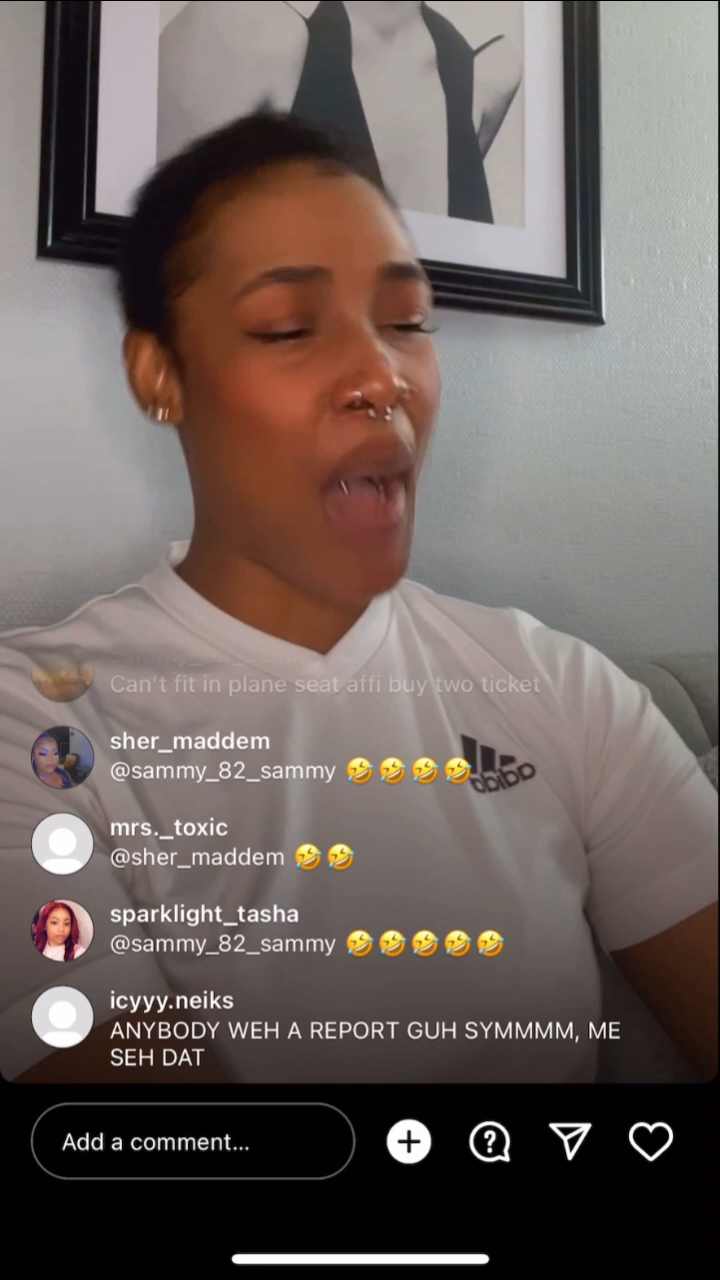 Can't fit in plane seat affi buy two ticket
sher_maddem
@sammy_82_sammy 🤣🤣🤣🤣
adidas
mrs._toxic
@sher_maddem 🤣🤣
sparklight_tasha
@sammy_82_sammy 🤣🤣🤣🤣🤣
icyyy.neiks
ANYBODY WEH A REPORT GUH SYMMMM, ME
SEH DAT
Add a comment...